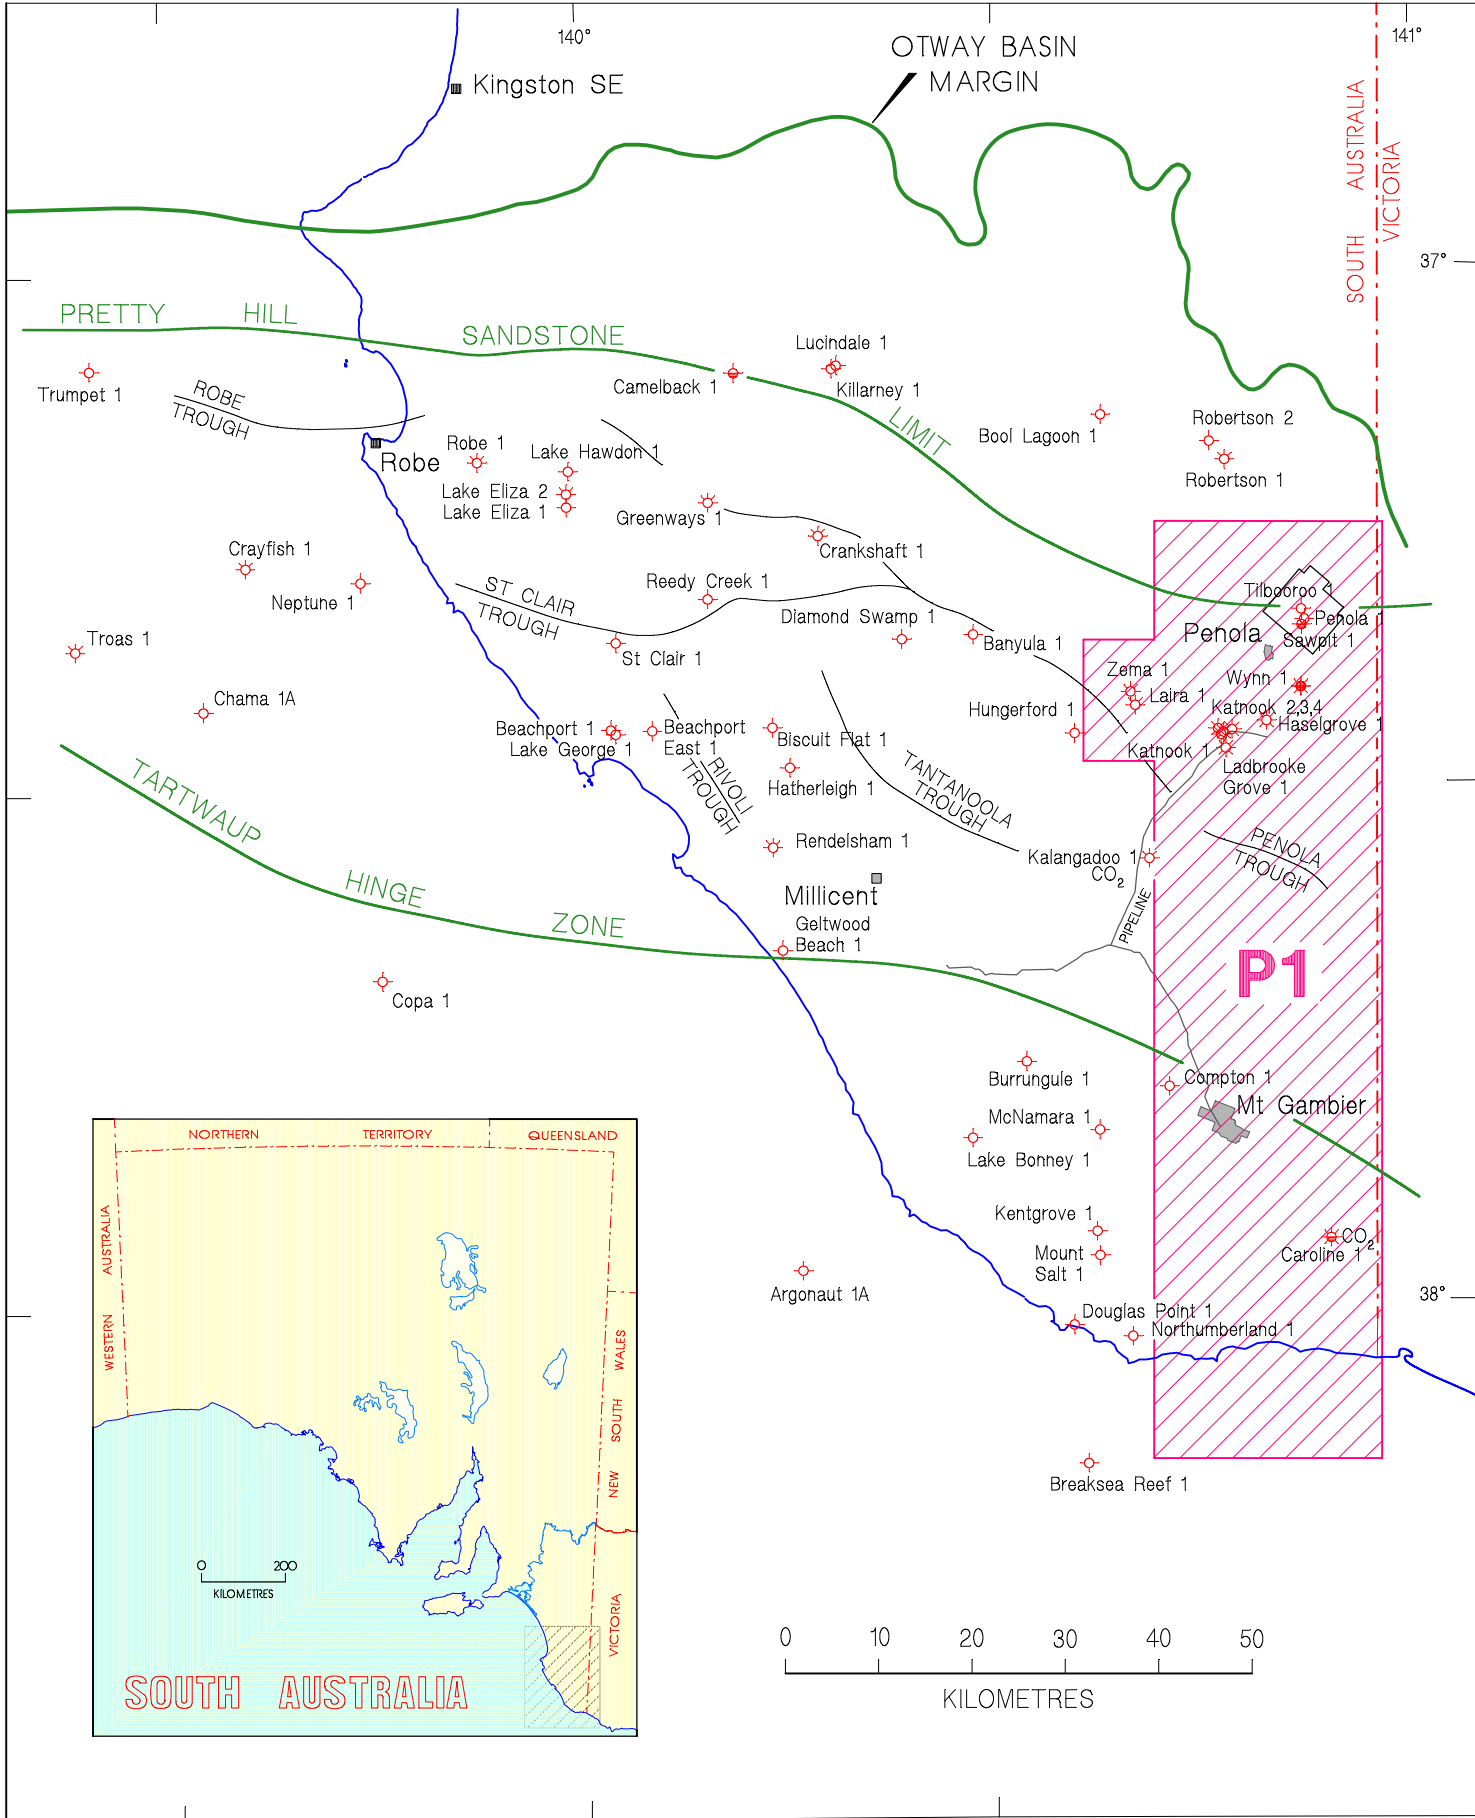 140°
141°
OTWAY BASIN
MARGIN
Kingston SE
SOUTH AUSTRALIA
VICTORIA
37°
PRETTY HILL SANDSTONE LIMIT
Lucindale 1
Killarney 1
Camelback 1
Trumpet 1
ROBE
TROUGH
Robe
Robe 1
Lake Hawdon 1
Lake Eliza 2
Lake Eliza 1
Bool Lagoon 1
Robertson 2
Robertson 1
Greenways 1
Crankshaft 1
Crayfish 1
Neptune 1
ST CLAIR
TROUGH
Reedy Creek 1
Diamond Swamp 1
Banyula 1
St Clair 1
Tilbooroo 1
Penola 1
Sawpit 1
Penola
Troas 1
Chama 1A
Zema 1
Laira 1
Wynn 1
Katnook 2,3,4
Haselgrove 1
Hungerford 1
Katnook 1
Ladbrooke
Grove 1
Beachport 1
Lake George 1
Beachport
East 1
Biscuit Flat 1
Hatherleigh 1
RIVOLI
TROUGH
TANTANOOLA
TROUGH
TARTWAUP HINGE ZONE
Rendelsham 1
Kalangadoo 1
CO2
PENOLA
TROUGH
Millicent
Geltwood
Beach 1
PIPELINE
P1
Copa 1
Burrungule 1
Compton 1
McNamara 1
Mt Gambier
Lake Bonney 1
Kentgrove 1
Mount
Salt 1
CO2
Caroline 1
Argonaut 1A
38°
Douglas Point 1
Northumberland 1
Breaksea Reef 1
NORTHERN TERRITORY
QUEENSLAND
WESTERN AUSTRALIA
NEW SOUTH WALES
VICTORIA
0 200
KILOMETRES
SOUTH AUSTRALIA
0 10 20 30 40 50
KILOMETRES